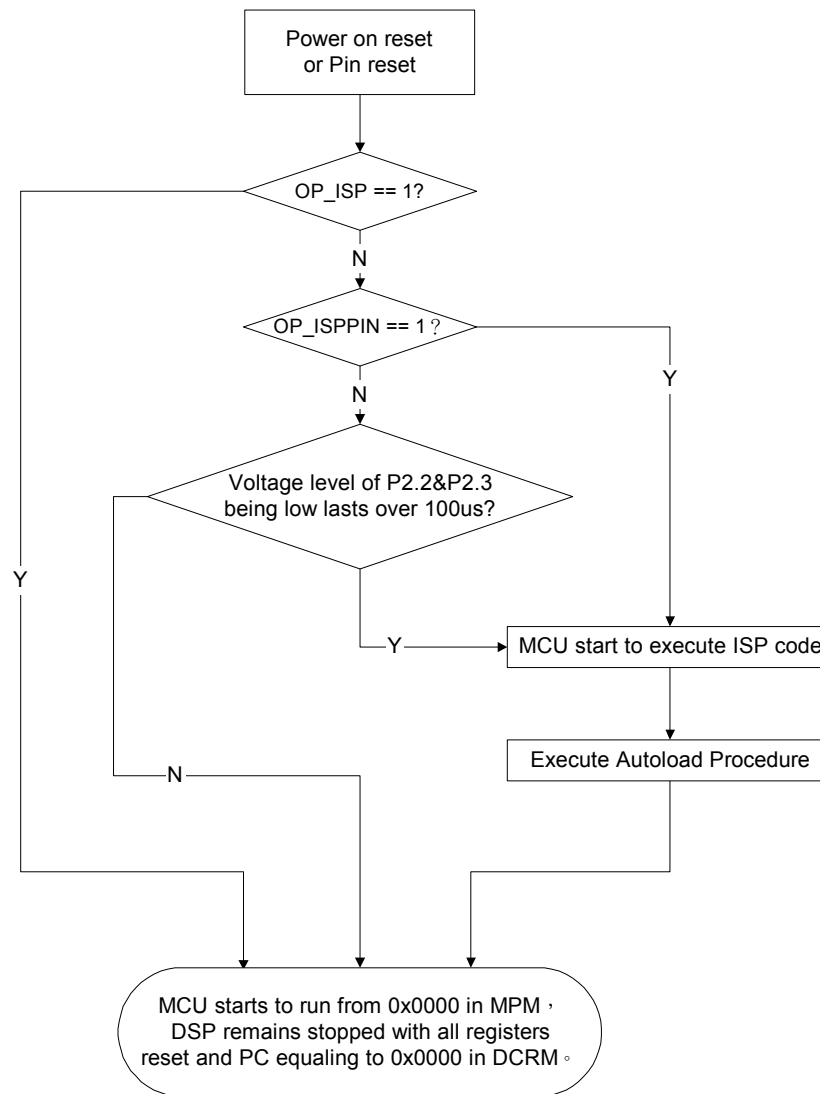 Power on reset
or Pin reset
OP_ISP == 1?
N
OP_ISPPIN == 1？
Y
N
Voltage level of P2.2&P2.3
being low lasts over 100us?
Y
Y
MCU start to execute ISP code
Execute Autoload Procedure
N
MCU starts to run from 0x0000 in MPM，
DSP remains stopped with all registers
reset and PC equaling to 0x0000 in DCRM。